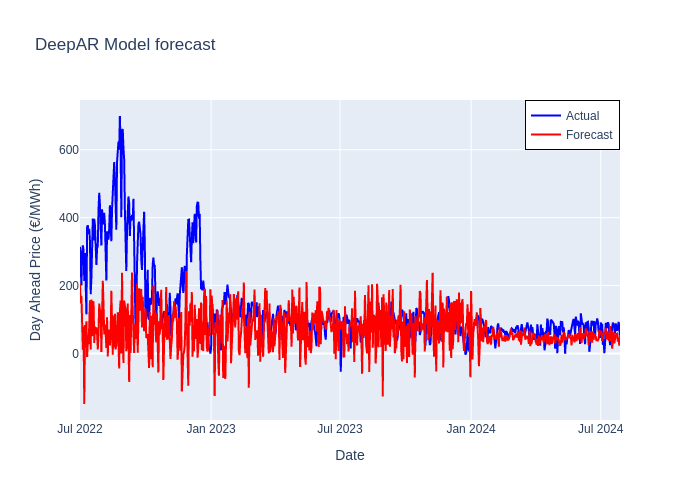 DeepAR Model forecast
Actual
Forecast
Day Ahead Price (€/MWh)
600
400
200
0
Jul 2022
Jan 2023
Jul 2023
Jan 2024
Jul 2024
Date